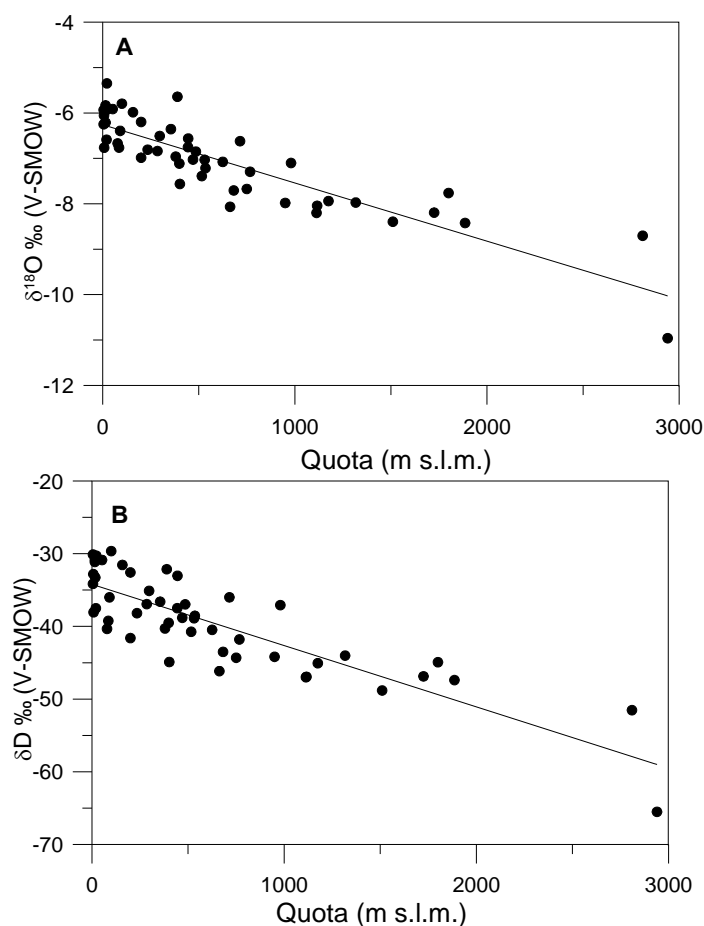 A
-4
-6
-8
-10
-12
δ¹⁸O ‰ (V-SMOW)
0 1000 2000 3000
Quota (m s.l.m.)
B
-20
-30
-40
-50
-60
-70
δD ‰ (V-SMOW)
0 1000 2000 3000
Quota (m s.l.m.)